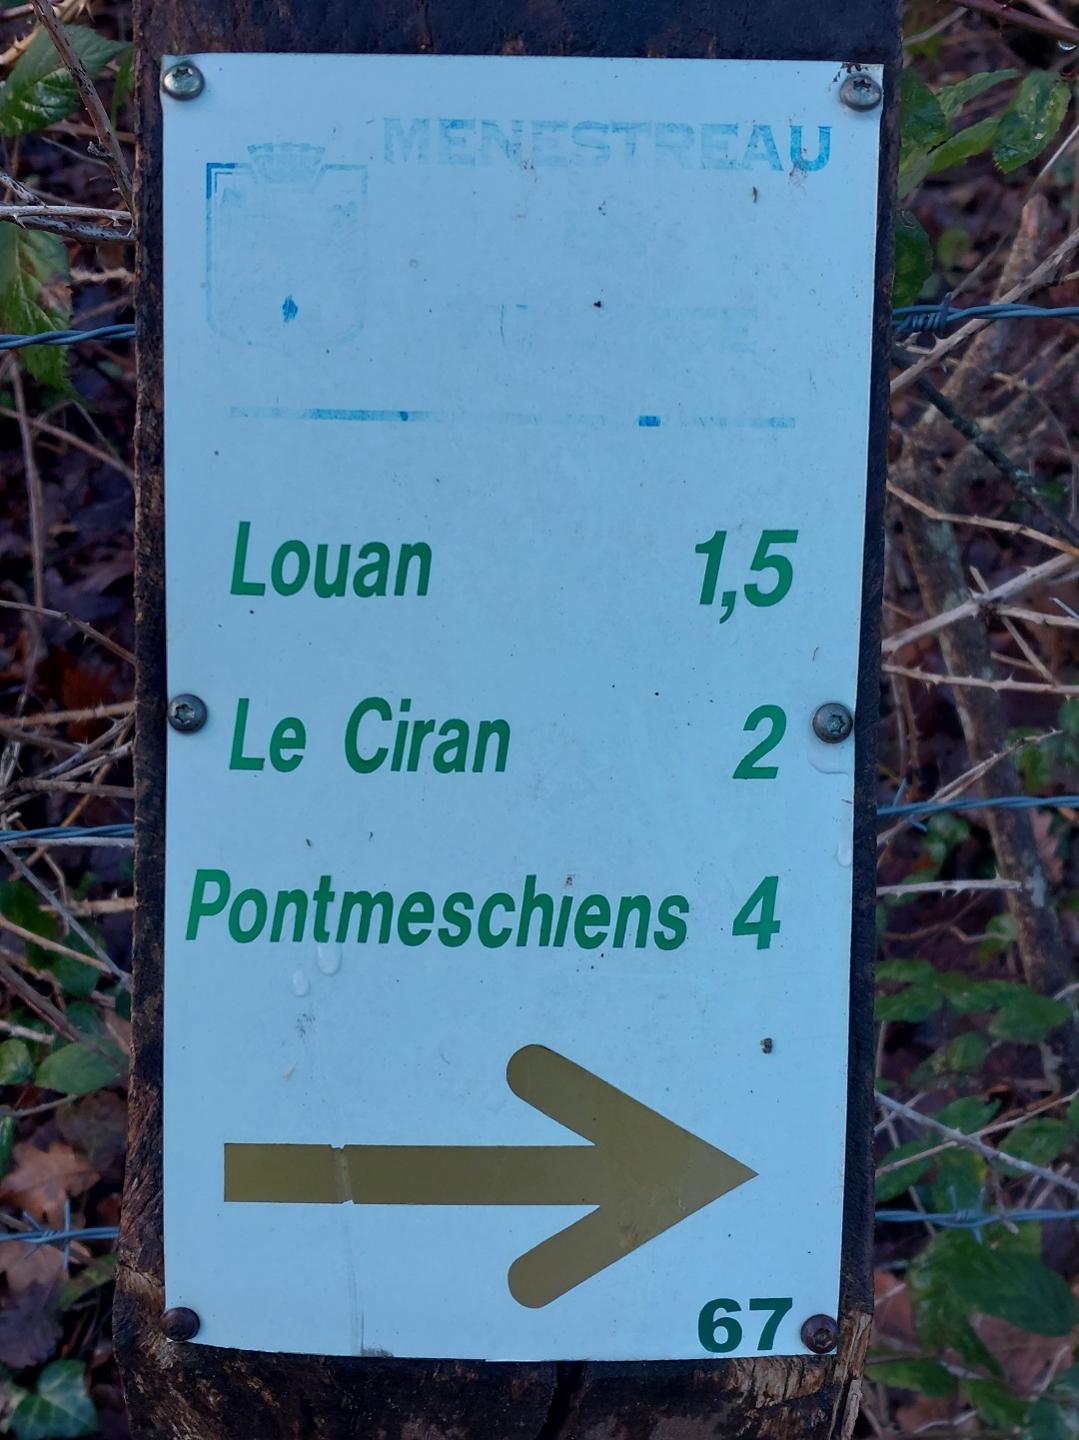 MENESTREAU
Louan 1,5
Le Ciran 2
Pontmeschiens 4
67